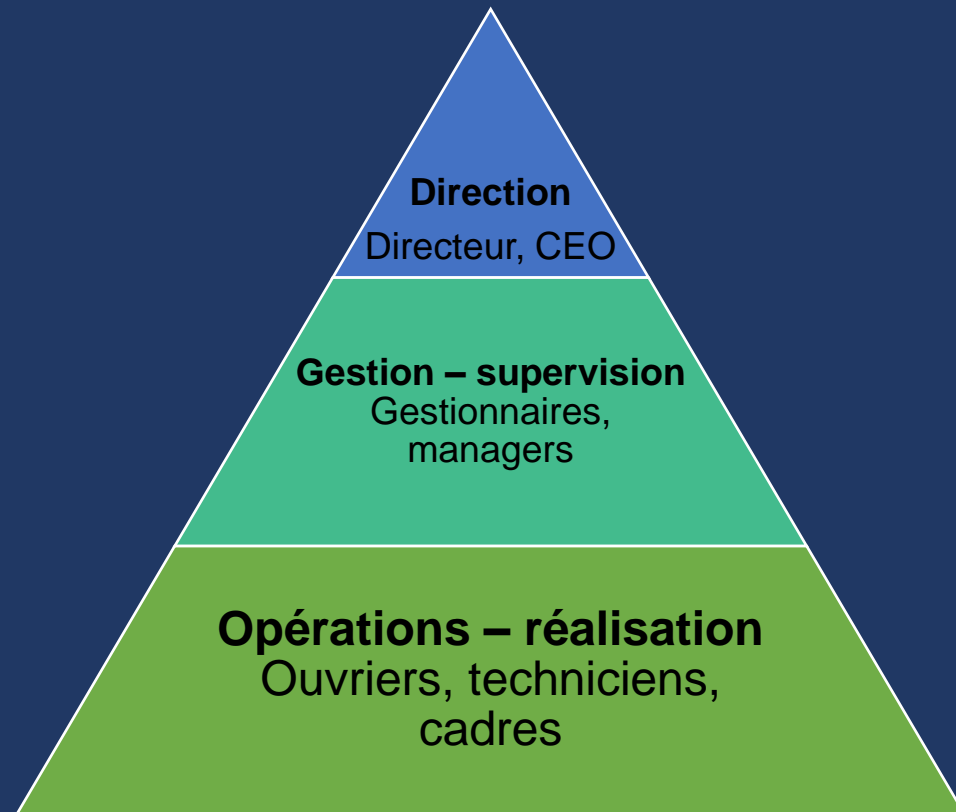 Direction
Directeur, CEO
Gestion – supervision
Gestionnaires,
managers
Opérations – réalisation
Ouvriers, techniciens,
cadres